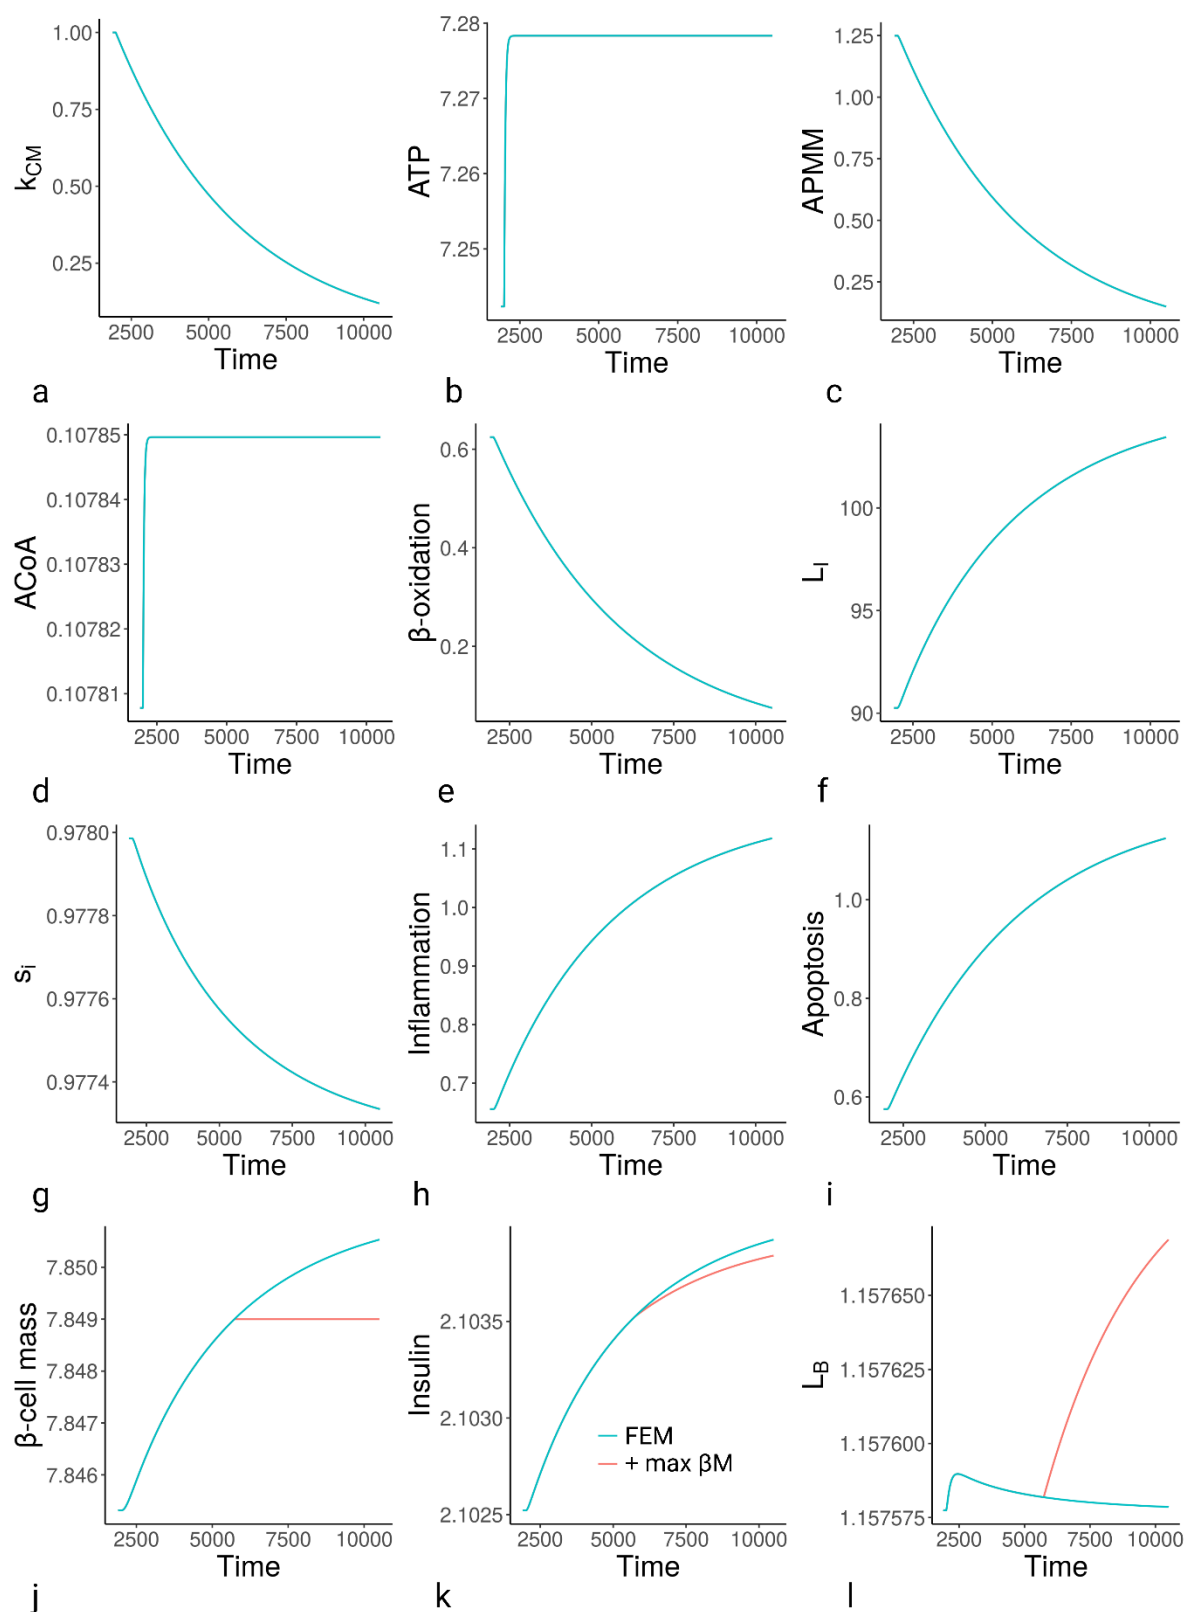 k_CM
1.00
0.75
0.50
0.25
2500 5000 7500 10000
Time
a
ATP
7.28
7.27
7.26
7.25
2500 5000 7500 10000
Time
b
APMM
1.25
1.00
0.75
0.50
0.25
2500 5000 7500 10000
Time
c
ACoA
0.10785
0.10784
0.10783
0.10782
0.10781
2500 5000 7500 10000
Time
d
β-oxidation
0.6
0.4
0.2
2500 5000 7500 10000
Time
e
L_I
100
95
90
2500 5000 7500 10000
Time
f
s_i
0.9780
0.9778
0.9776
0.9774
2500 5000 7500 10000
Time
g
Inflammation
1.1
1.0
0.9
0.8
0.7
2500 5000 7500 10000
Time
h
Apoptosis
1.0
0.8
0.6
2500 5000 7500 10000
Time
i
β-cell mass
7.850
7.849
7.848
7.847
7.846
2500 5000 7500 10000
Time
j
Insulin
2.1035
2.1030
2.1025
FEM
+ max βM
2500 5000 7500 10000
Time
k
L_B
1.157650
1.157625
1.157600
1.157575
2500 5000 7500 10000
Time
l